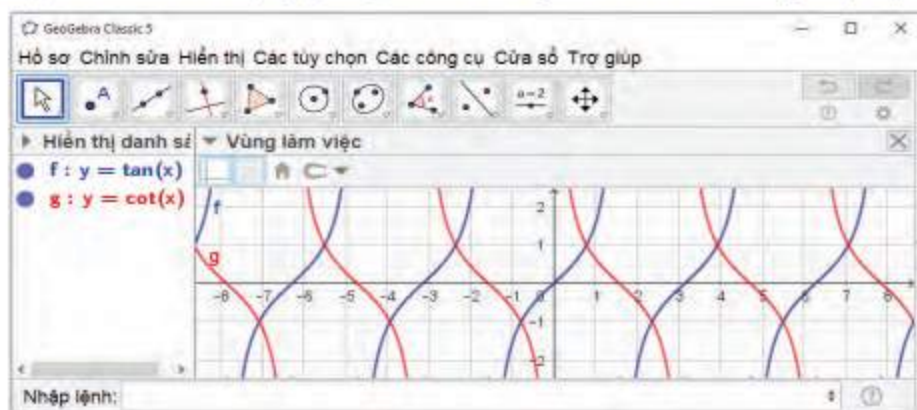 GeoGebra Classic 5
Hồ sơ Chỉnh sửa Hiển thị Các tùy chọn Các công cụ Cửa sổ Trợ giúp
A
a=2
Hiển thị danh sá Vùng làm việc
f : y = tan(x)
g : y = cot(x)
f
g
2
1
-8 -7 -6 -5 -4 -3 -2 -1 0 1 2 3 4 5 6 7 8
-1
-2
Nhập lệnh: